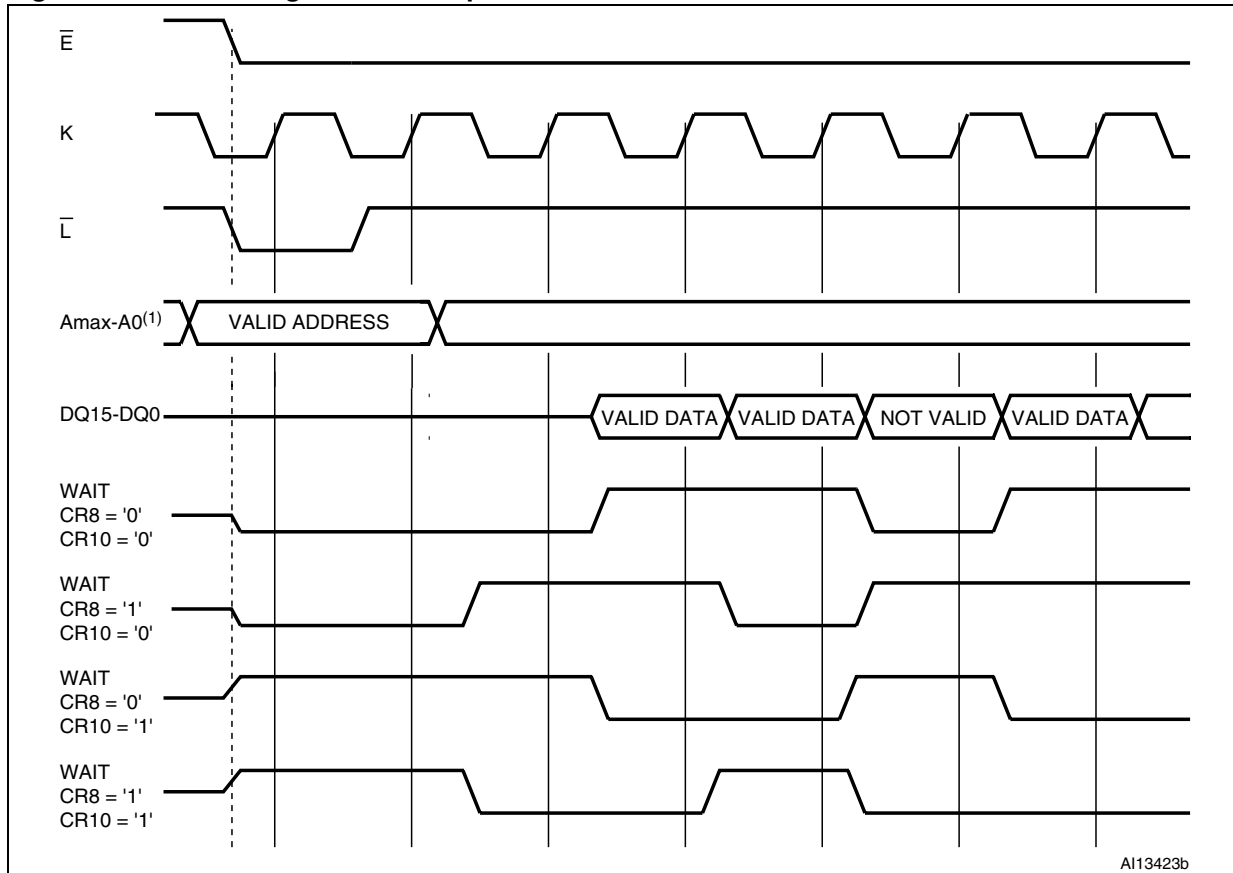 E
K
L
Amax-A0(1)
VALID ADDRESS
DQ15-DQ0
VALID DATA
VALID DATA
NOT VALID
VALID DATA
WAIT
CR8 = '0'
CR10 = '0'
WAIT
CR8 = '1'
CR10 = '0'
WAIT
CR8 = '0'
CR10 = '1'
WAIT
CR8 = '1'
CR10 = '1'
AI13423b